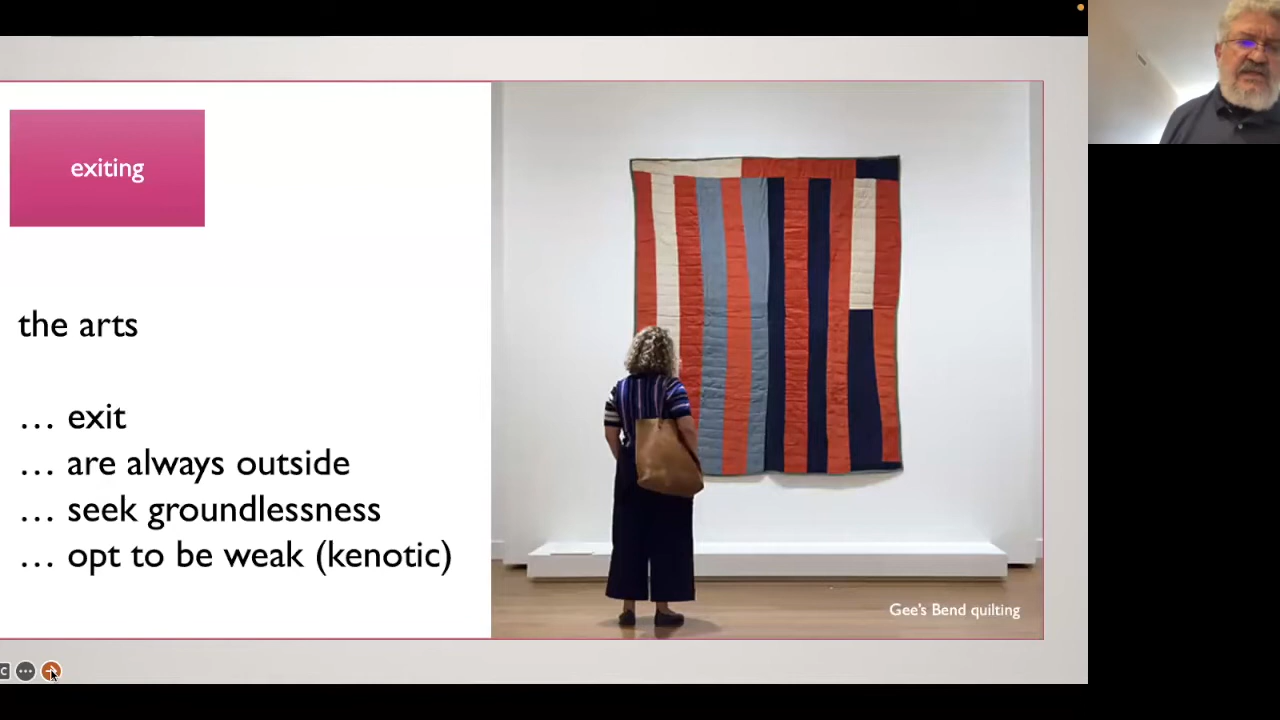 exiting
the arts
… exit
… are always outside
… seek groundlessness
… opt to be weak (kenotic)
Gee's Bend quilting